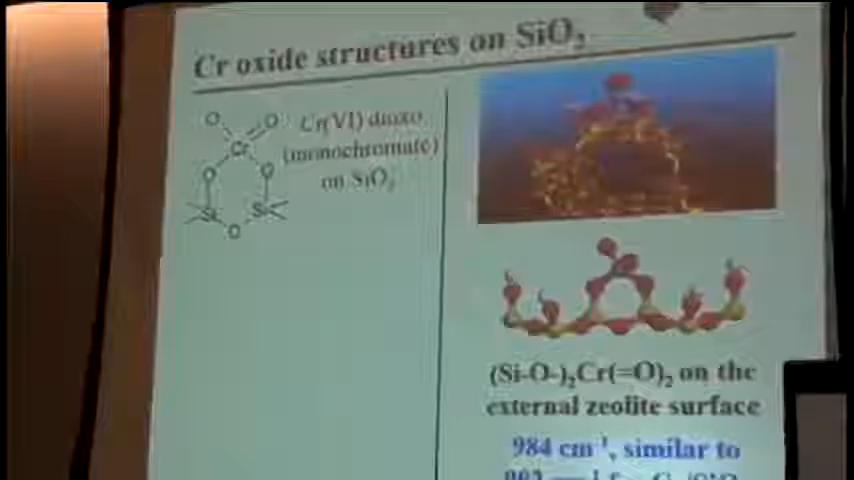 Cr oxide structures on SiO₂
O
O
Cr
O
O
Si
Si
O
Cr(VI) dioxo
(monochromate)
on SiO₂
(Si-O-)₂Cr(=O)₂ on the
external zeolite surface
984 cm⁻¹, similar to